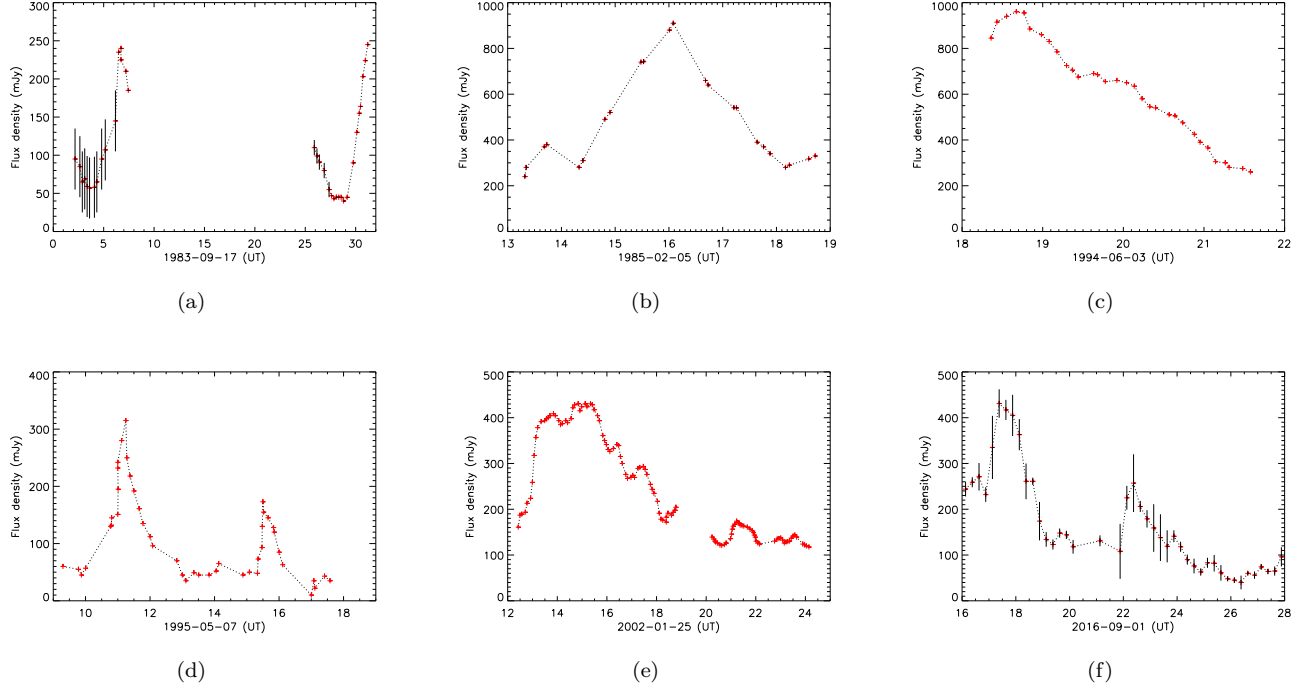 300
250
200
150
100
50
0
Flux density (mJy)
0 5 10 15 20 25 30
1983-09-17 (UT)
(a)
1000
800
600
400
200
0
Flux density (mJy)
13 14 15 16 17 18 19
1985-02-05 (UT)
(b)
1000
800
600
400
200
0
Flux density (mJy)
18 19 20 21 22
1994-06-03 (UT)
(c)
400
300
200
100
0
Flux density (mJy)
10 12 14 16 18
1995-05-07 (UT)
(d)
500
400
300
200
100
0
Flux density (mJy)
12 14 16 18 20 22 24
2002-01-25 (UT)
(e)
500
400
300
200
100
0
Flux density (mJy)
16 18 20 22 24 26 28
2016-09-01 (UT)
(f)